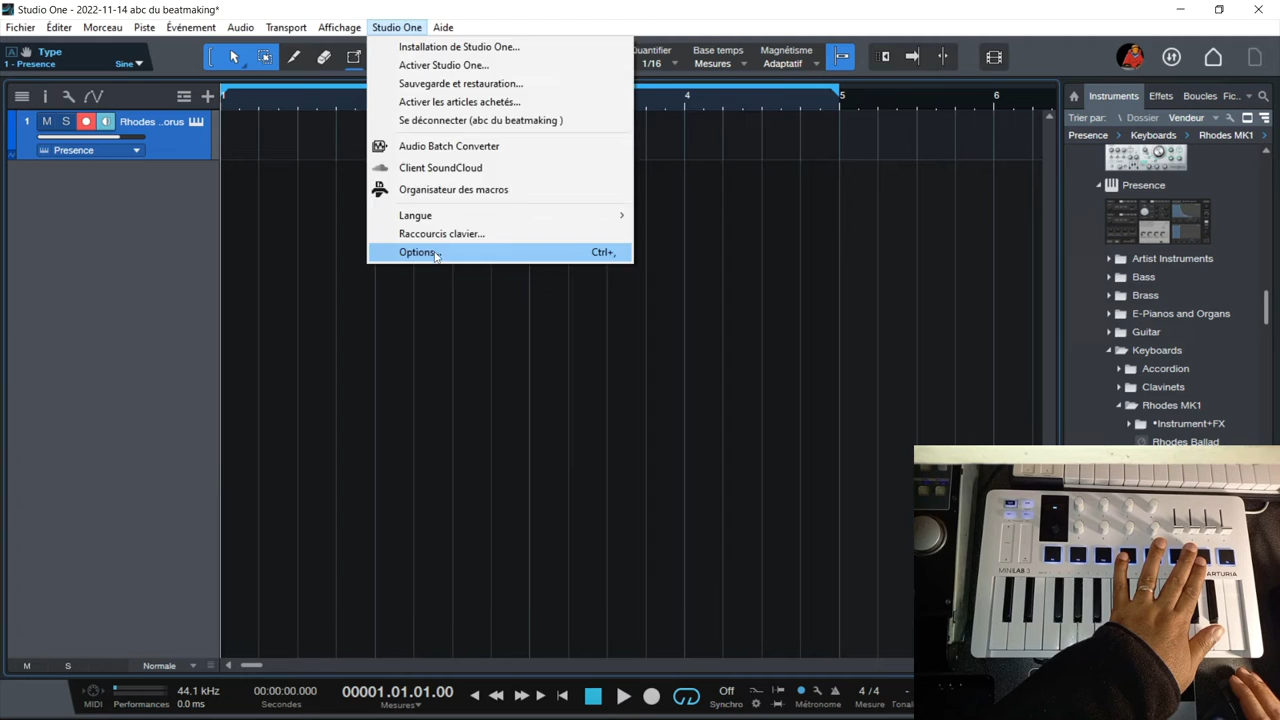 Studio One - 2022-11-14 abc du beatmaking*
Fichier Éditer Morceau Piste Événement Audio Transport Affichage Studio One Aide
Type
1 - Presence Sine
Quantifier
1/16
Base temps
Mesures
Magnétisme
Adaptatif
Installation de Studio One...
Activer Studio One...
Sauvegarde et restauration...
Activer les articles achetés...
Se déconnecter (abc du beatmaking )
Audio Batch Converter
Client SoundCloud
Organisateur des macros
Langue
Raccourcis clavier...
Options... Ctrl+,
1 4 5 6
1 M S Rhodes ..orus
Presence
Instruments Effets Boucles Fic..
Trier par: Dossier Vendeur
Presence Keyboards Rhodes MK1
Presence
Artist Instruments
Bass
Brass
E-Pianos and Organs
Guitar
Keyboards
Accordion
Clavinets
Rhodes MK1
*Instrument+FX
Rhodes Ballad
MINILAB 3
ARTURIA
M S Normale
MIDI
Performances
44.1 kHz
0.0 ms
00:00:00.000
Secondes
00001.01.01.00
Mesures
Off
Synchro
Métronome
4 / 4
Mesure
-
Tonal